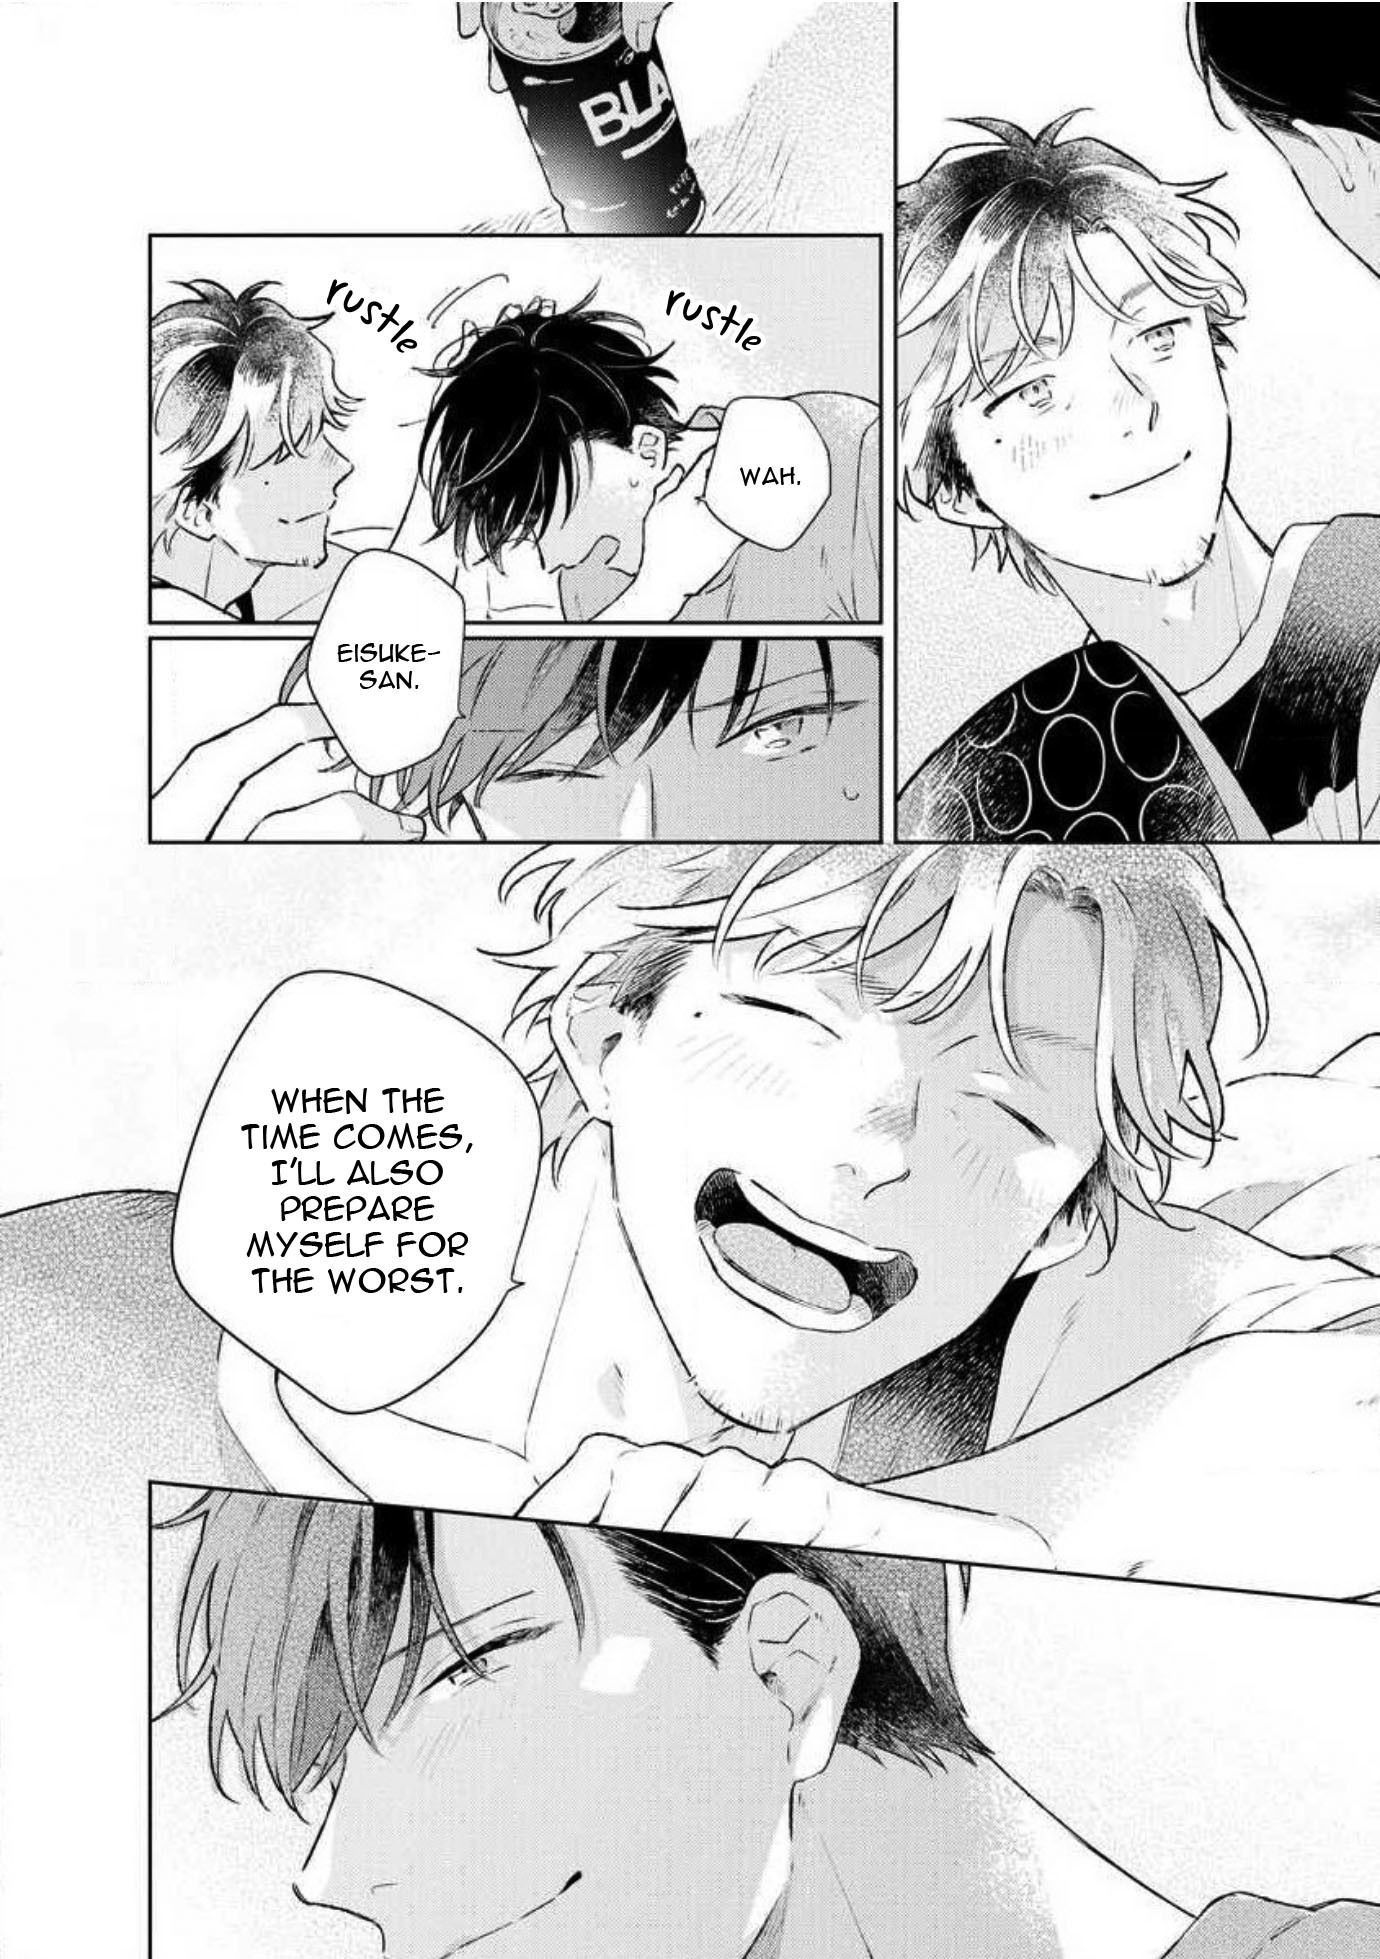 BLA
rustle
rustle
WAH.
EISUKE-
SAN.
WHEN THE
TIME COMES,
I'LL ALSO
PREPARE
MYSELF FOR
THE WORST.